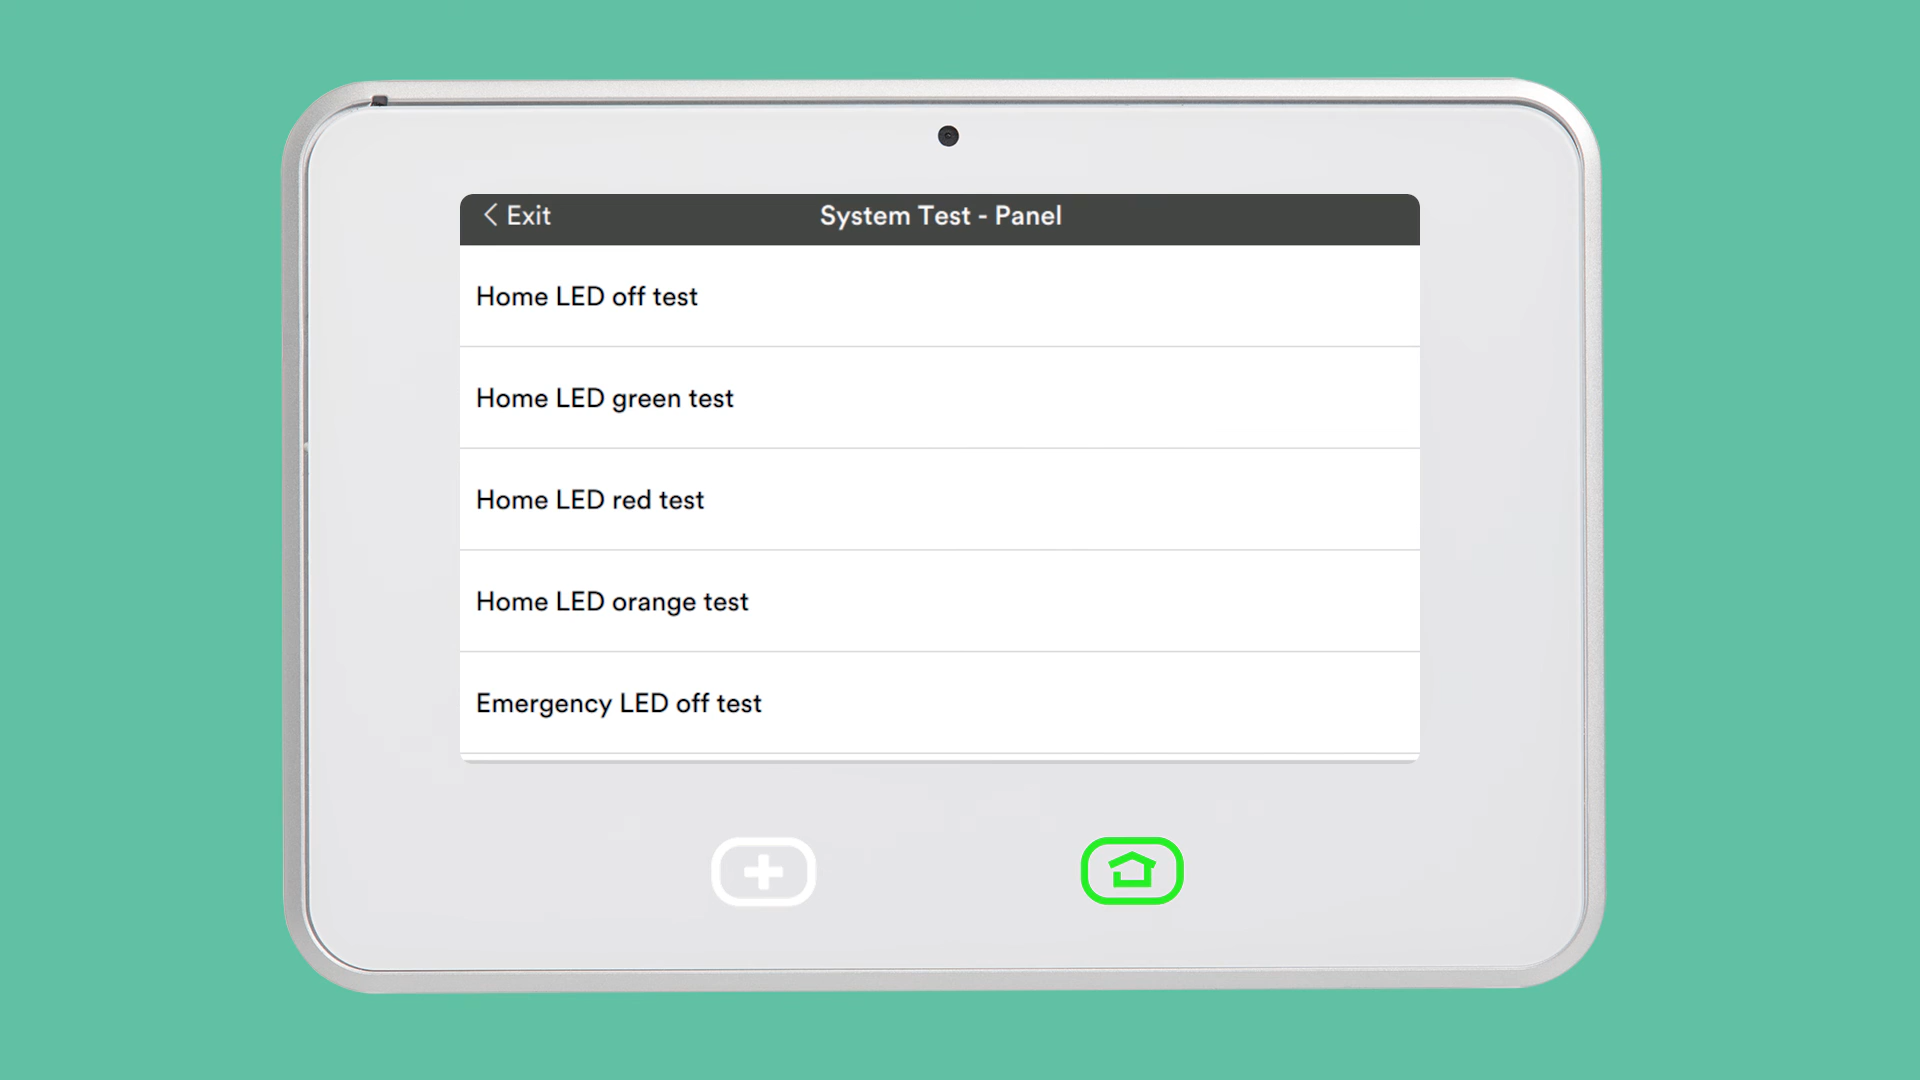 Exit
System Test - Panel
Home LED off test
Home LED green test
Home LED red test
Home LED orange test
Emergency LED off test